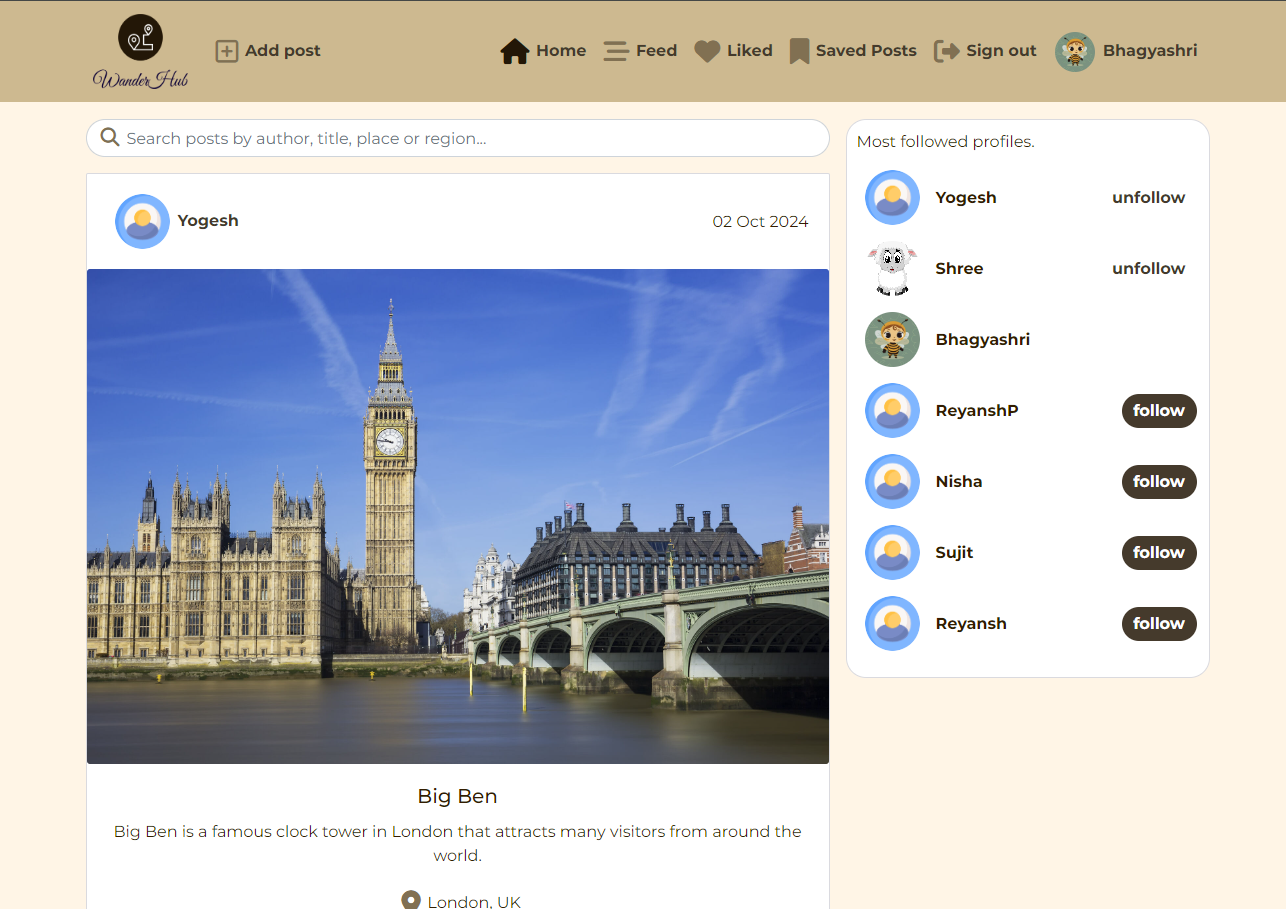 WanderHub
Add post
Home
Feed
Liked
Saved Posts
Sign out
Bhagyashri
Search posts by author, title, place or region...
Yogesh
02 Oct 2024
Big Ben
Big Ben is a famous clock tower in London that attracts many visitors from around the
world.
London, UK
Most followed profiles.
Yogesh unfollow
Shree unfollow
Bhagyashri
ReyanshP follow
Nisha follow
Sujit follow
Reyansh follow